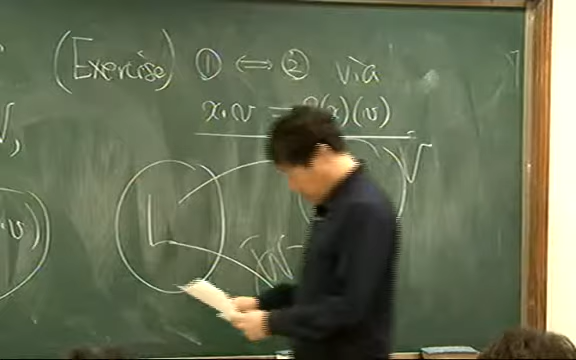 (Exercise) ① ⟺ ② via
x·v = (x)(v)
L V
W
·v)